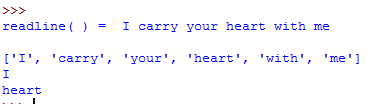 >>>
readline( ) =  I carry your heart with me
['I', 'carry', 'your', 'heart', 'with', 'me']
I
heart